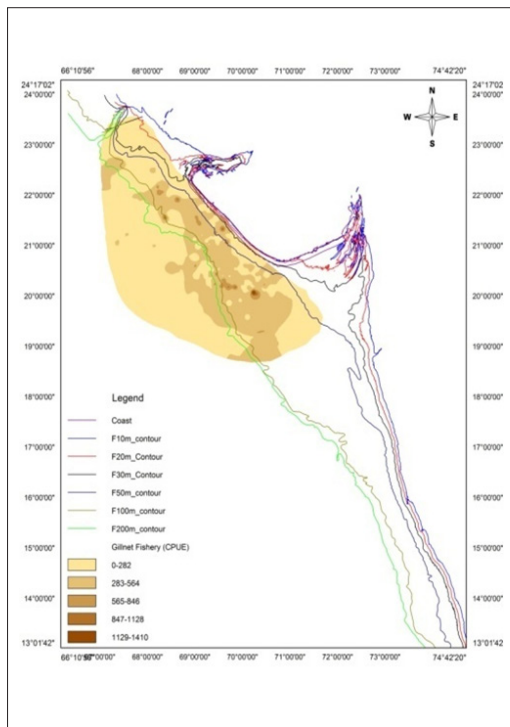 66°10'56" 68°00'00" 69°00'00" 70°00'00" 71°00'00" 72°00'00" 73°00'00" 74°42'20"
24°17'02" 24°17'02"
24°00'00" 24°00'00"
N
W E
S
23°00'00" 23°00'00"
22°00'00" 22°00'00"
21°00'00" 21°00'00"
20°00'00" 20°00'00"
19°00'00" 19°00'00"
18°00'00" 18°00'00"
Legend
Coast
F10m_contour
17°00'00" 17°00'00"
F20m_Contour
F30m_Contour
16°00'00" 16°00'00"
F50m_contour
F100m_contour
F200m_contour
15°00'00" 15°00'00"
Gillnet Fishery (CPUE)
0-282
283-564
14°00'00" 14°00'00"
565-846
847-1128
1129-1410
13°01'42" 13°01'42"
68°00'00" 69°00'00" 70°00'00" 71°00'00" 72°00'00" 73°00'00" 74°42'20"